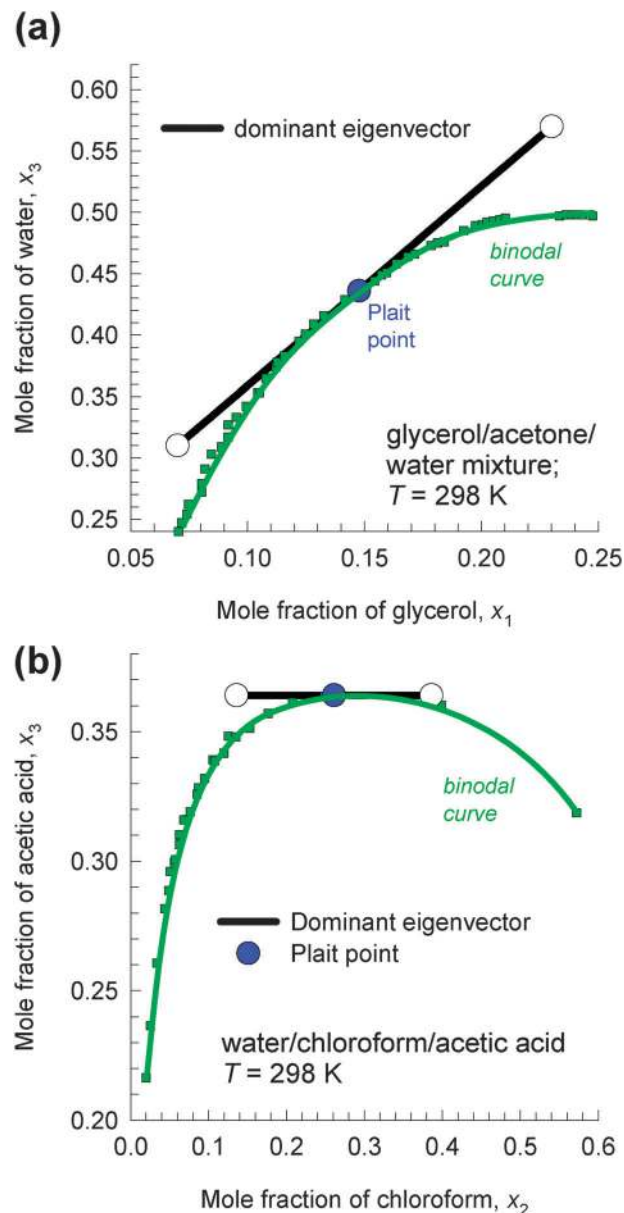 (a)
0.60
0.55
0.50
0.45
0.40
0.35
0.30
0.25
Mole fraction of water, x3
dominant eigenvector
binodal
curve
Plait
point
glycerol/acetone/
water mixture;
T = 298 K
0.05
0.10
0.15
0.20
0.25
Mole fraction of glycerol, x1
(b)
0.35
0.30
0.25
0.20
Mole fraction of acetic acid, x3
binodal
curve
Dominant eigenvector
Plait point
water/chloroform/acetic acid
T = 298 K
0.0
0.1
0.2
0.3
0.4
0.5
0.6
Mole fraction of chloroform, x2